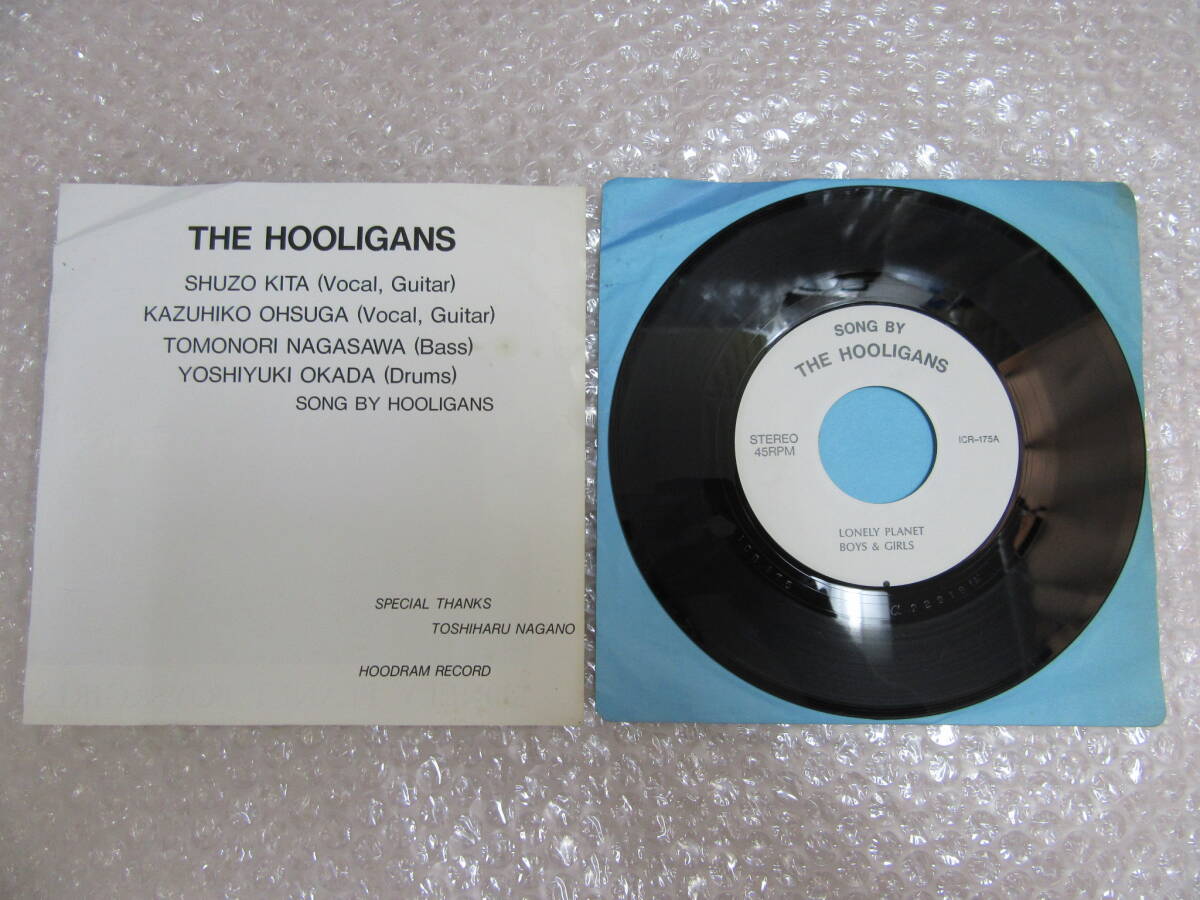 THE HOOLIGANS
SHUZO KITA (Vocal, Guitar)
KAZUHIKO OHSUGA (Vocal, Guitar)
TOMONORI NAGASAWA (Bass)
YOSHIYUKI OKADA (Drums)
SONG BY HOOLIGANS
SPECIAL THANKS
TOSHIHARU NAGANO
HOODRAM RECORD
SONG BY
THE HOOLIGANS
STEREO
45RPM
ICR-175A
LONELY PLANET
BOYS & GIRLS